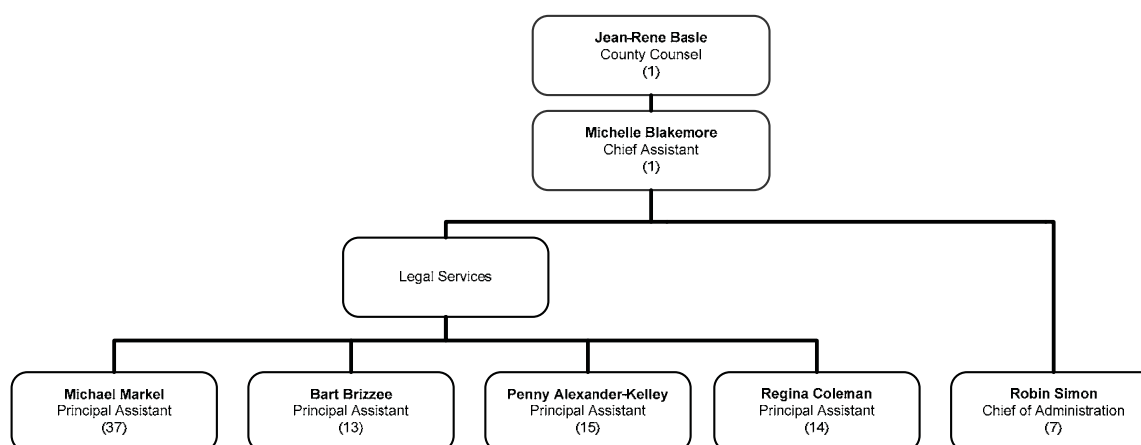 Jean-Rene Basle
County Counsel
(1)
Michelle Blakemore
Chief Assistant
(1)
Legal Services
Michael Markel
Principal Assistant
(37)
Bart Brizzee
Principal Assistant
(13)
Penny Alexander-Kelley
Principal Assistant
(15)
Regina Coleman
Principal Assistant
(14)
Robin Simon
Chief of Administration
(7)